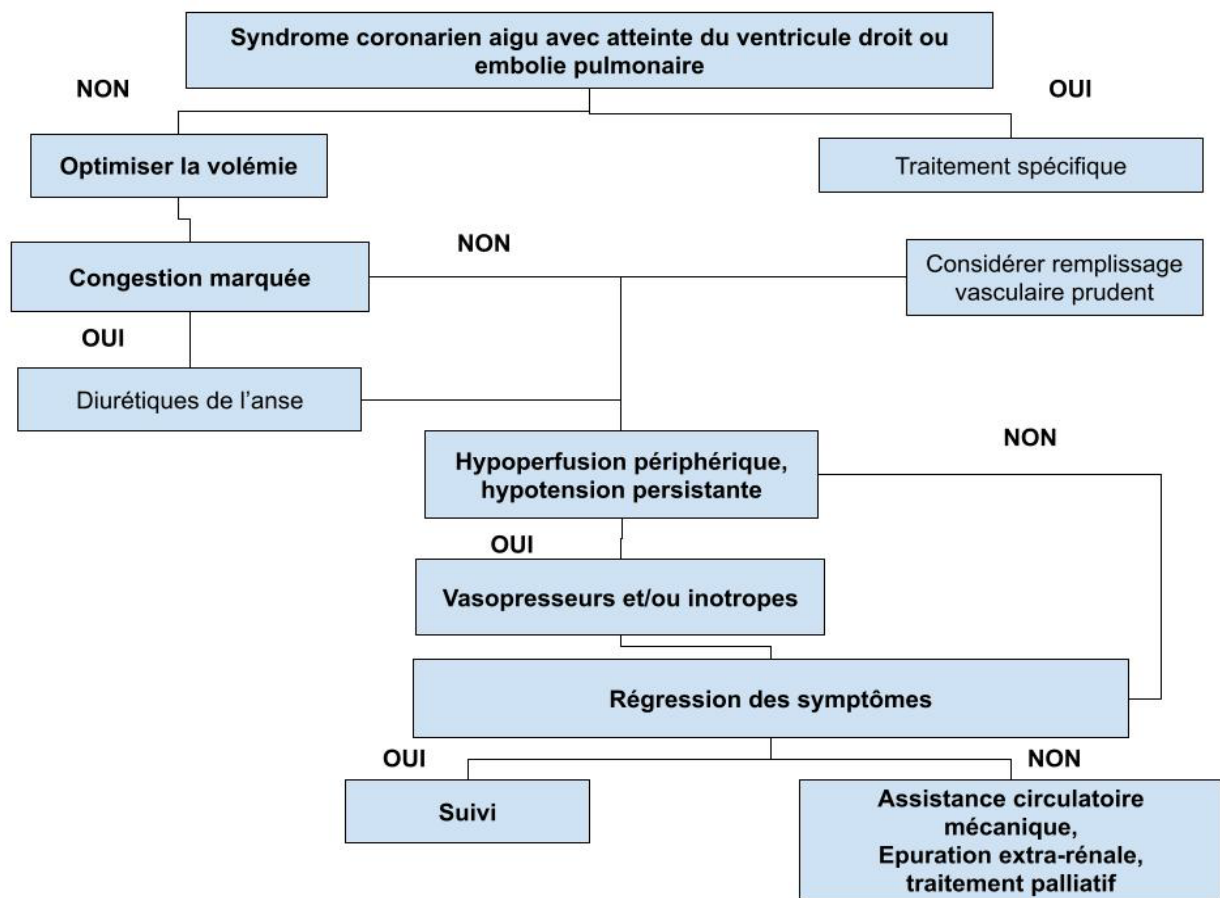 Syndrome coronarien aigu avec atteinte du ventricule droit ou
embolie pulmonaire
NON
OUI
Optimiser la volémie
Traitement spécifique
NON
Congestion marquée
Considérer remplissage
vasculaire prudent
OUI
Diurétiques de l'anse
NON
Hypoperfusion périphérique,
hypotension persistante
OUI
Vasopresseurs et/ou inotropes
Régression des symptômes
OUI
NON
Suivi
Assistance circulatoire
mécanique,
Epuration extra-rénale,
traitement palliatif